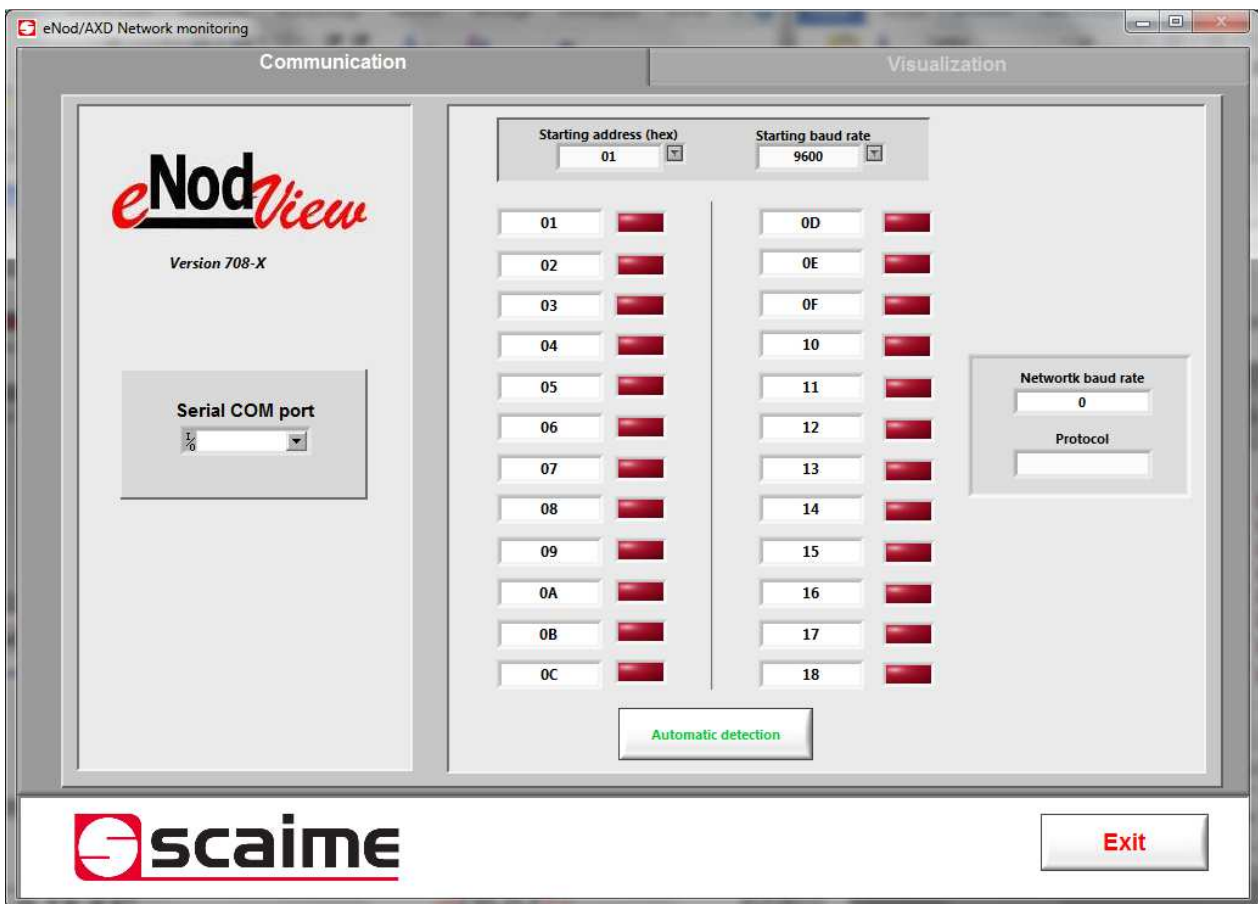 eNod/AXD Network monitoring
Communication
Visualization
eNodView
Version 708-X
Serial COM port
I/O
Starting address (hex)
01
Starting baud rate
9600
01
02
03
04
05
06
07
08
09
0A
0B
0C
0D
0E
0F
10
11
12
13
14
15
16
17
18
Networtk baud rate
0
Protocol
Automatic detection
scaime
Exit